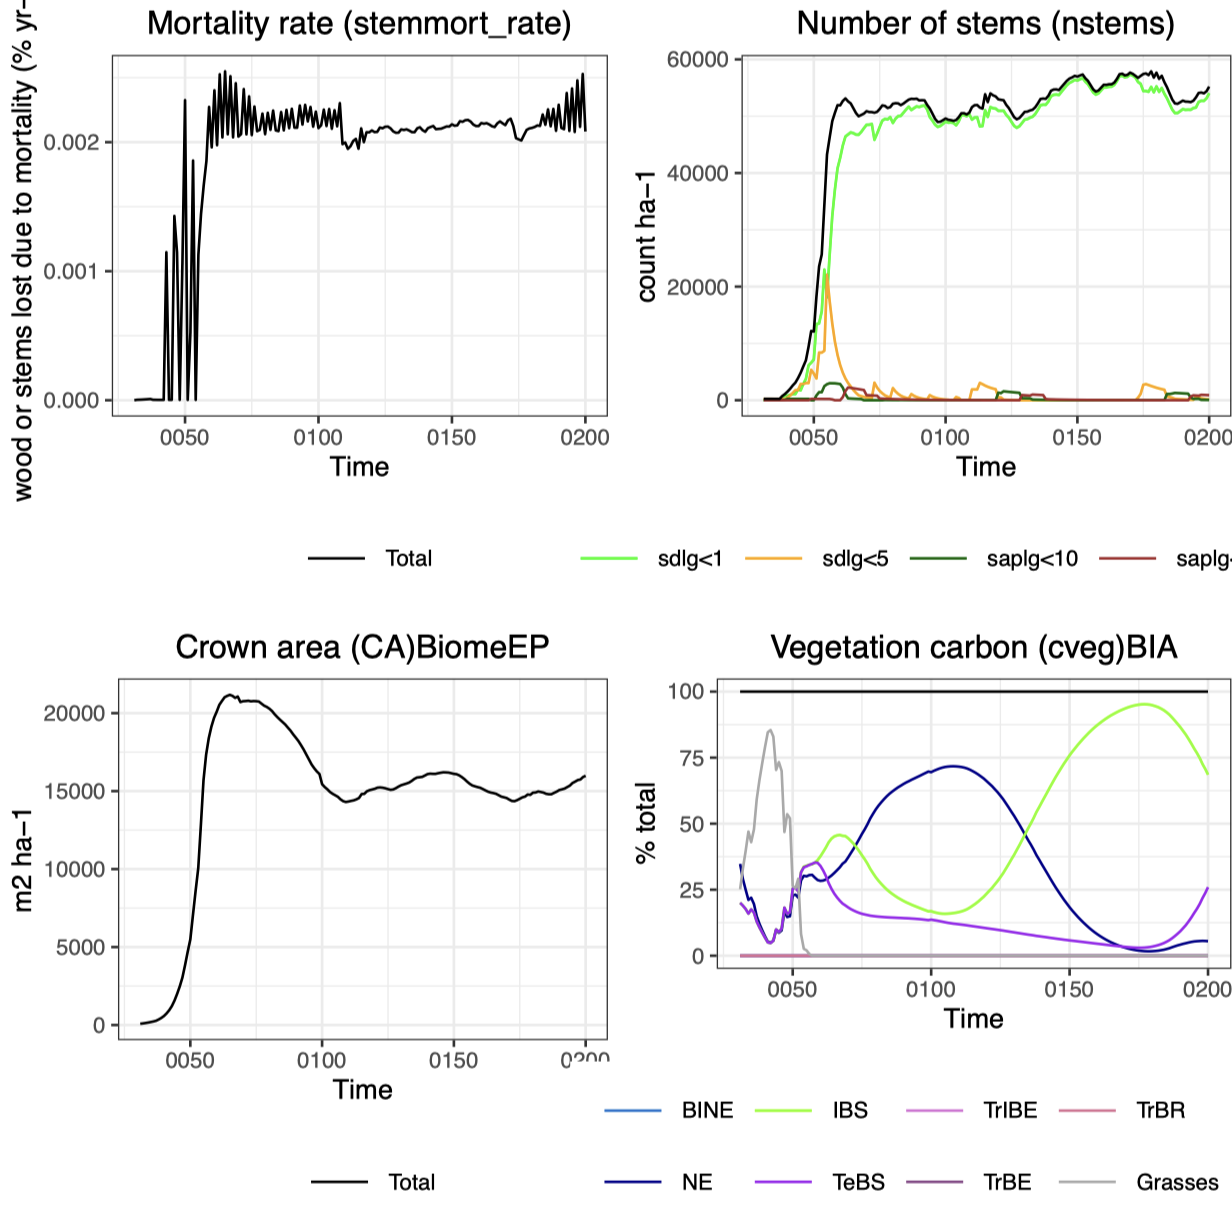 Mortality rate (stemmort_rate)
wood or stems lost due to mortality (% yr−
0.002
0.001
0.000
0050 0100 0150 0200
Time
Total
Number of stems (nstems)
count ha−1
60000
40000
20000
0
0050 0100 0150 0200
Time
sdlg<1 sdlg<5 saplg<10 saplg
Crown area (CA)BiomeEP
m2 ha−1
20000
15000
10000
5000
0
0050 0100 0150 0200
Time
Total
Vegetation carbon (cveg)BIA
% total
100
75
50
25
0
0050 0100 0150 0200
Time
BINE IBS TrIBE TrBR
NE TeBS TrBE Grasses